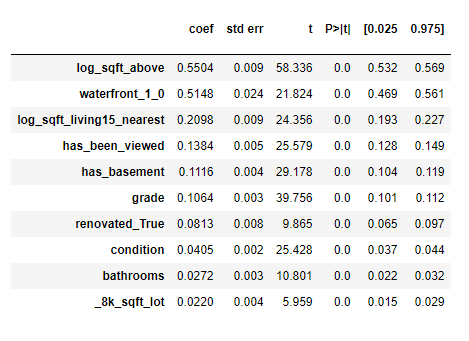 coef std err t P>|t| [0.025 0.975]
log_sqft_above 0.5504 0.009 58.336 0.0 0.532 0.569
waterfront_1_0 0.5148 0.024 21.824 0.0 0.469 0.561
log_sqft_living15_nearest 0.2098 0.009 24.356 0.0 0.193 0.227
has_been_viewed 0.1384 0.005 25.579 0.0 0.128 0.149
has_basement 0.1116 0.004 29.178 0.0 0.104 0.119
grade 0.1064 0.003 39.756 0.0 0.101 0.112
renovated_True 0.0813 0.008 9.865 0.0 0.065 0.097
condition 0.0405 0.002 25.428 0.0 0.037 0.044
bathrooms 0.0272 0.003 10.801 0.0 0.022 0.032
_8k_sqft_lot 0.0220 0.004 5.959 0.0 0.015 0.029